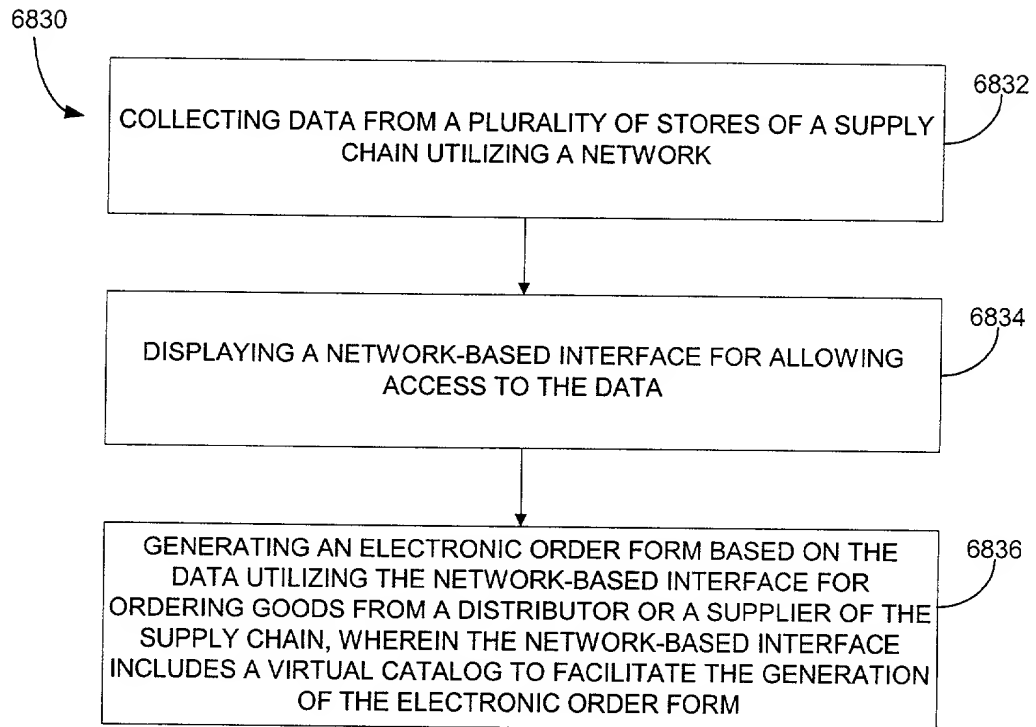 6830
6832
COLLECTING DATA FROM A PLURALITY OF STORES OF A SUPPLY
CHAIN UTILIZING A NETWORK
6834
DISPLAYING A NETWORK-BASED INTERFACE FOR ALLOWING
ACCESS TO THE DATA
6836
GENERATING AN ELECTRONIC ORDER FORM BASED ON THE
DATA UTILIZING THE NETWORK-BASED INTERFACE FOR
ORDERING GOODS FROM A DISTRIBUTOR OR A SUPPLIER OF THE
SUPPLY CHAIN, WHEREIN THE NETWORK-BASED INTERFACE
INCLUDES A VIRTUAL CATALOG TO FACILITATE THE GENERATION
OF THE ELECTRONIC ORDER FORM